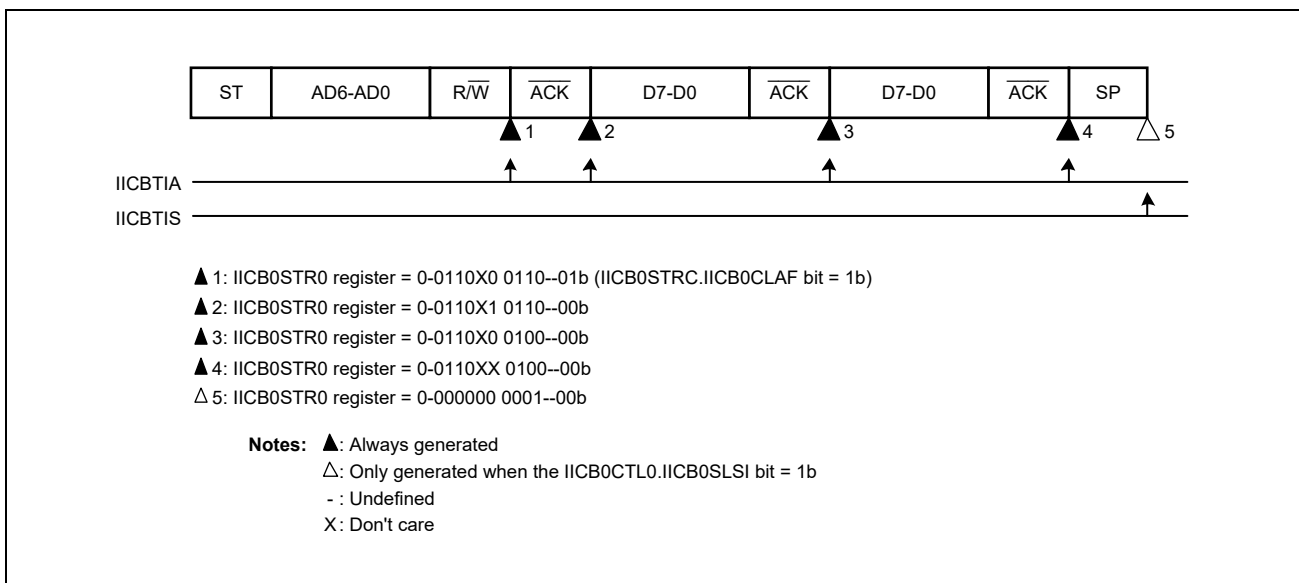 ST AD6-AD0 R/W̅ A̅C̅K̅ D7-D0 A̅C̅K̅ D7-D0 A̅C̅K̅ SP
▲1 ▲2 ▲3 ▲4 △5
IICBTIA
IICBTIS
▲1: IICB0STR0 register = 0-0110X0 0110--01b (IICB0STRC.IICB0CLAF bit = 1b)
▲2: IICB0STR0 register = 0-0110X1 0110--00b
▲3: IICB0STR0 register = 0-0110X0 0100--00b
▲4: IICB0STR0 register = 0-0110XX 0100--00b
△5: IICB0STR0 register = 0-000000 0001--00b
Notes: ▲: Always generated
△: Only generated when the IICB0CTL0.IICB0SLSI bit = 1b
- : Undefined
X: Don't care